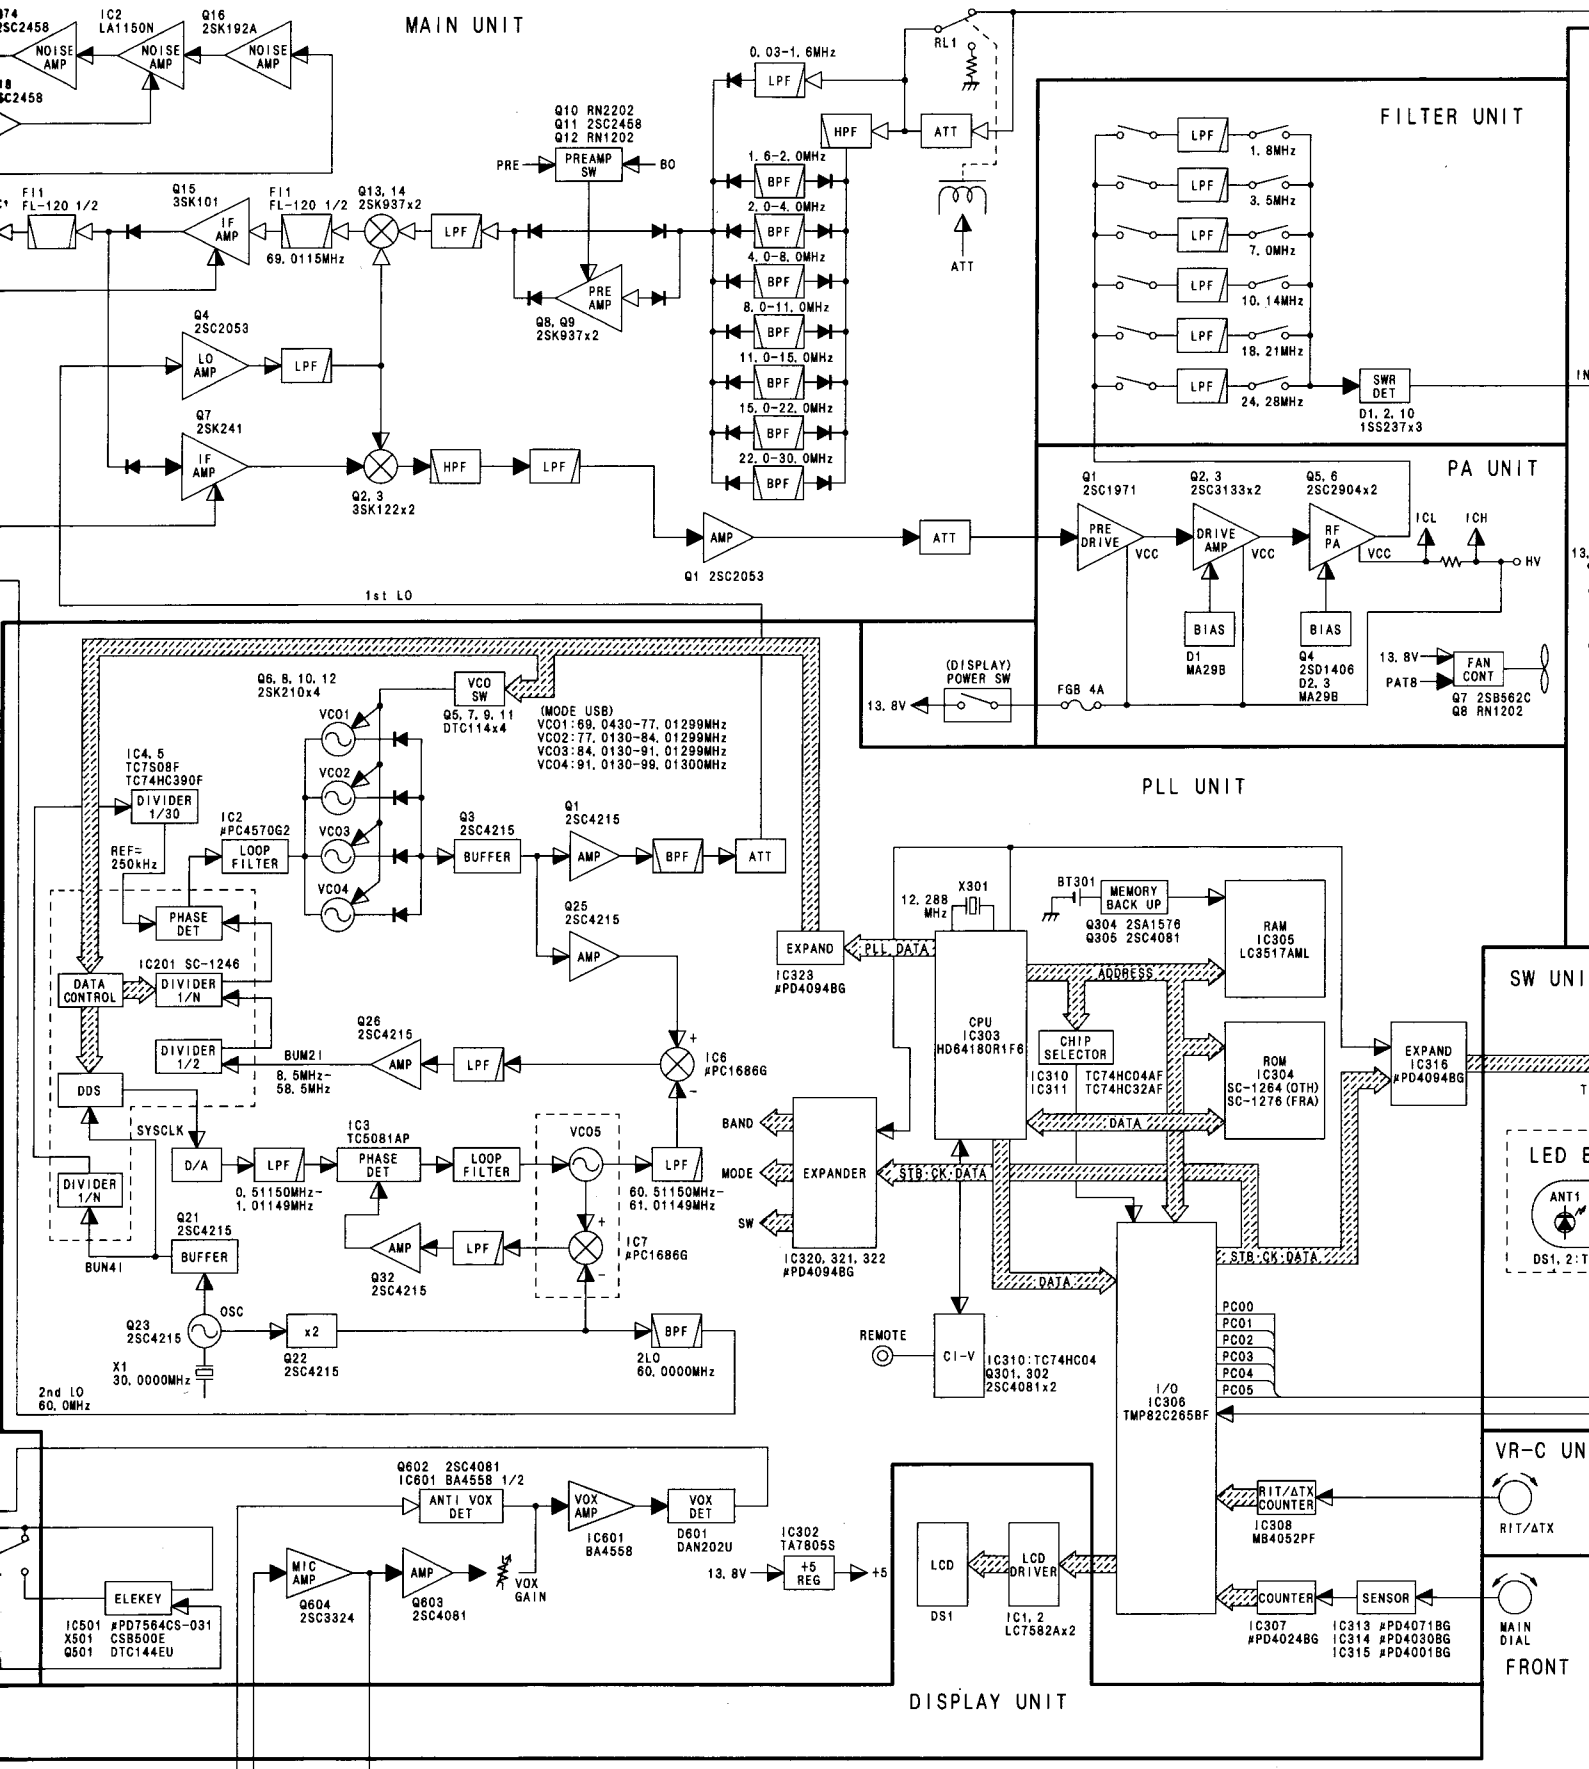 2SC2458
NOISE
AMP
IC2
LA1150N
NOISE
AMP
Q16
2SK192A
NOISE
AMP
MAIN UNIT
0.03-1.6MHz
LPF
RL1
HPF
ATT
ATT
Q10 RN2202
Q11 2SC2458
Q12 RN1202
PRE
PREAMP
SW
BO
1.6-2.0MHz
BPF
2.0-4.0MHz
BPF
4.0-8.0MHz
BPF
8.0-11.0MHz
BPF
11.0-15.0MHz
BPF
15.0-22.0MHz
BPF
22.0-30.0MHz
BPF
FI1
FL-120 1/2
Q15
3SK101
IF
AMP
FI1
FL-120 1/2
69.0115MHz
Q13,14
2SK937x2
LPF
PRE
AMP
Q8,Q9
2SK937x2
Q4
2SC2053
LO
AMP
LPF
Q7
2SK241
IF
AMP
Q2,3
3SK122x2
HPF
LPF
AMP
Q1 2SC2053
ATT
1st LO
FILTER UNIT
LPF
1.8MHz
LPF
3.5MHz
LPF
7.0MHz
LPF
10.14MHz
LPF
18.21MHz
LPF
24.28MHz
SWR
DET
D1,2,10
1SS237x3
IN
PA UNIT
Q1
2SC1971
PRE
DRIVE
VCC
Q2,3
2SC3133x2
DRIVE
AMP
VCC
Q5,6
2SC2904x2
RF
PA
VCC
ICL
ICH
HV
BIAS
D1
MA29B
BIAS
Q4
2SD1406
D2,3
MA29B
13.8V
PAT8
FAN
CONT
Q7 2SB562C
Q8 RN1202
(DISPLAY)
POWER SW
13.8V
FGB 4A
PLL UNIT
Q6,8,10,12
2SK210x4
VCO
SW
Q5,7,9,11
DTC114x4
(MODE USB)
VCO1:69.0430-77.01299MHz
VCO2:77.0130-84.01299MHz
VCO3:84.0130-91.01299MHz
VCO4:91.0130-99.01300MHz
VCO1
VCO2
VCO3
VCO4
IC4,5
TC7S08F
TC74HC390F
DIVIDER
1/30
REF=
250kHz
IC2
μPC4570G2
LOOP
FILTER
PHASE
DET
Q3
2SC4215
BUFFER
Q1
2SC4215
AMP
BPF
ATT
Q25
2SC4215
AMP
IC201 SC-1246
DATA
CONTROL
DIVIDER
1/N
DIVIDER
1/2
DDS
BUM2I
8.5MHz-
58.5MHz
Q26
2SC4215
AMP
LPF
+
-
IC6
μPC1686G
SYSCLK
D/A
LPF
0.51150MHz-
1.01149MHz
IC3
TC5081AP
PHASE
DET
LOOP
FILTER
VCO5
LPF
60.51150MHz-
61.01149MHz
DIVIDER
1/N
BUN4I
Q21
2SC4215
BUFFER
AMP
Q32
2SC4215
LPF
+
-
IC7
μPC1686G
OSC
Q23
2SC4215
X1
30.0000MHz
x2
Q22
2SC4215
BPF
2LO
60.0000MHz
2nd LO
60.0MHz
12.288
MHz
X301
BT301
MEMORY
BACK UP
Q304 2SA1576
Q305 2SC4081
RAM
IC305
LC3517AML
EXPAND
IC323
μPD4094BG
PLL DATA
CPU
IC303
HD64180R1F6
ADDRESS
CHIP
SELECTOR
IC310 TC74HC04AF
IC311 TC74HC32AF
ROM
IC304
SC-1264(OTH)
SC-1276(FRA)
EXPAND
IC316
μPD4094BG
DATA
BAND
MODE
SW
EXPANDER
IC320,321,322
μPD4094BG
STB·CK·DATA
STB·CK·DATA
DATA
REMOTE
CI-V
IC310:TC74HC04
Q301,302
2SC4081x2
I/O
IC306
TMP82C265BF
PC00
PC01
PC02
PC03
PC04
PC05
SW UNI
LED
ANT1
DS1,2:T
VR-C UN
RIT/ΔTX
COUNTER
IC308
MB4052PF
RIT/ΔTX
COUNTER
IC307
μPD4024BG
SENSOR
IC313 μPD4071BG
IC314 μPD4030BG
IC315 μPD4001BG
MAIN
DIAL
FRONT
Q602 2SC4081
IC601 BA4558 1/2
ANTI VOX
DET
VOX
AMP
IC601
BA4558
VOX
DET
D601
DAN202U
MIC
AMP
Q604
2SC3324
AMP
Q603
2SC4081
VOX
GAIN
IC302
TA7805S
13.8V
+5
REG
+5
LCD
DS1
LCD
DRIVER
IC1,2
LC7582Ax2
ELEKEY
IC501 μPD7564CS-031
X501 CSB500E
Q501 DTC144EU
DISPLAY UNIT